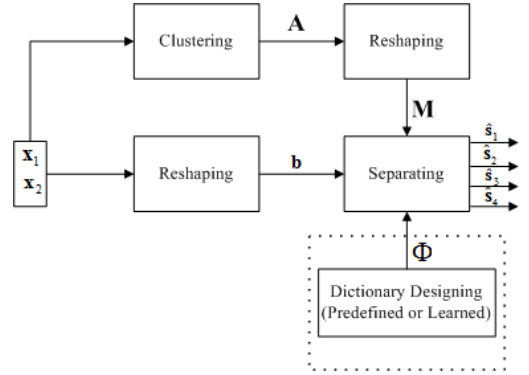 Clustering
A
Reshaping
M
x₁
x₂
Reshaping
b
Separating
ŝ₁
ŝ₂
ŝ₃
ŝ₄
Φ
Dictionary Designing
(Predefined or Learned)